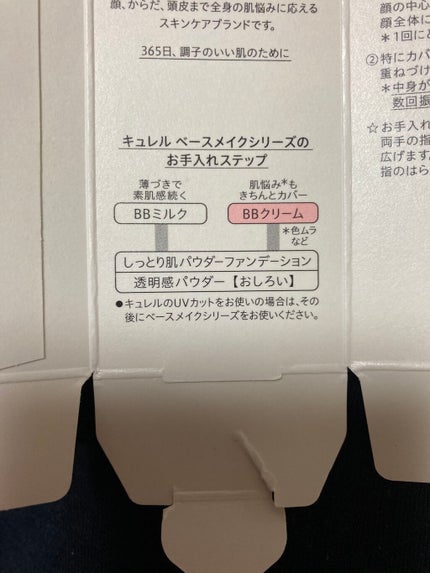 顔、からだ、頭皮まで全身の肌悩みに応える
スキンケアブランドです。
365日、調子のいい肌のために
キュレル ベースメイクシリーズの
お手入れステップ
薄づきで
素肌感続く
BBミルク
肌悩み*も
きちんとカバー
BBクリーム
*色ムラ
など
しっとり肌パウダーファンデーション
透明感パウダー【おしろい】
●キュレルのUVカットをお使いの場合は、その
後にベースメイクシリーズをお使いください。
顔の中心
顔全体に
*1回にと
②特にカバ
重ねづけ
*中身が
数回振
☆お手入れ
両手の指
広げます
指のはら